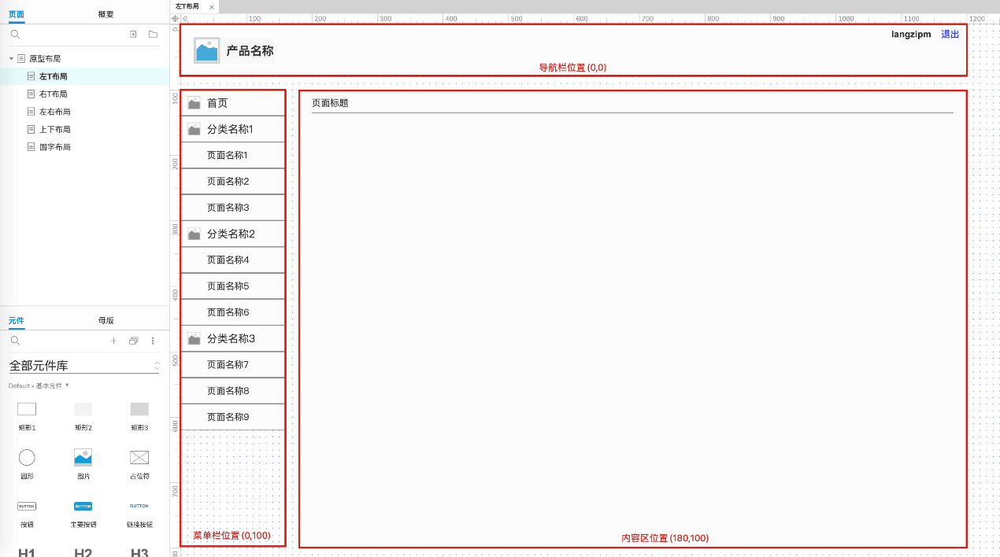 页面 概要
左T布局 ×
0 100 200 300 400 500 600 700 800 900 1000 1100 1200
原型布局
左T布局
右T布局
左右布局
上下布局
国字布局
元件 母版
全部元件库
Default » 基本元件
矩形1 矩形2 矩形3
圆形 图片 占位符
BUTTON BUTTON BUTTON
按钮 主要按钮 链接按钮
H1 H2 H3
0
100
200
300
400
500
600
700
产品名称
langzipm 退出
导航栏位置 (0,0)
首页
分类名称1
页面名称1
页面名称2
页面名称3
分类名称2
页面名称4
页面名称5
页面名称6
分类名称3
页面名称7
页面名称8
页面名称9
菜单栏位置 (0,100)
页面标题
内容区位置 (180,100)